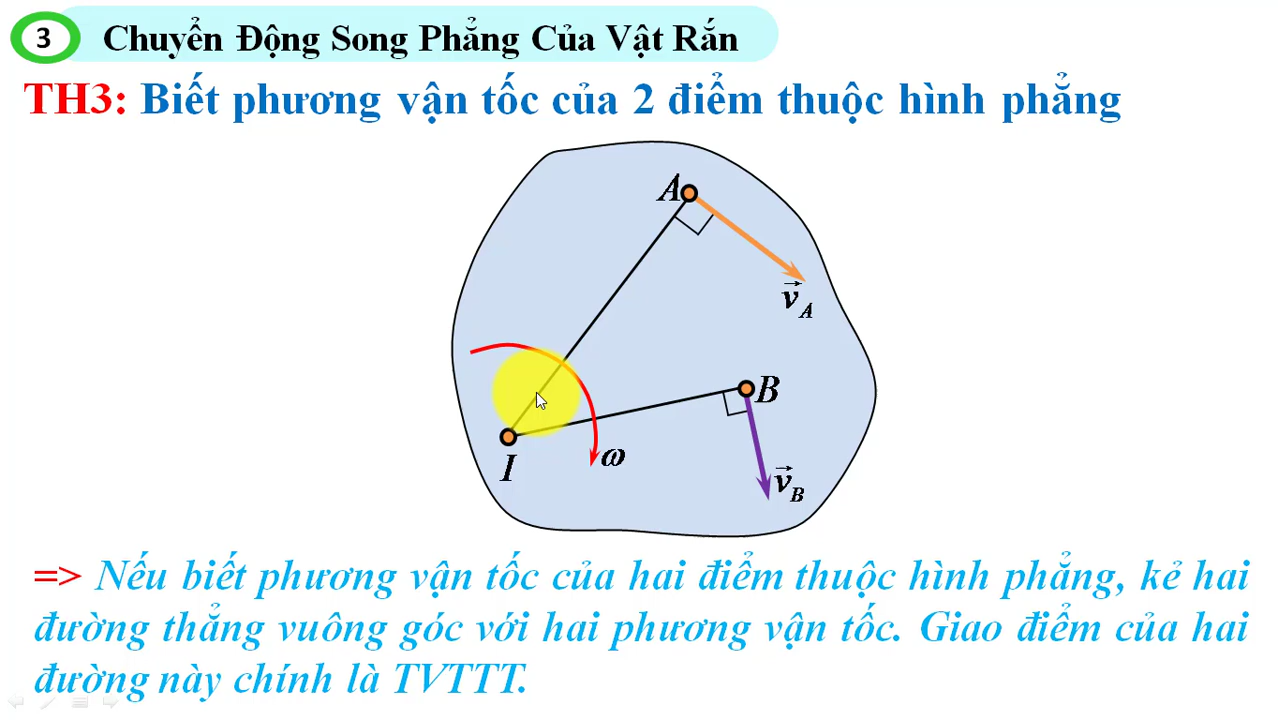 3
Chuyển Động Song Phẳng Của Vật Rắn
TH3: Biết phương vận tốc của 2 điểm thuộc hình phẳng
A
v⃗_A
B
I
ω
v⃗_B
=> Nếu biết phương vận tốc của hai điểm thuộc hình phẳng, kẻ hai
đường thẳng vuông góc với hai phương vận tốc. Giao điểm của hai
đường này chính là TVTTT.